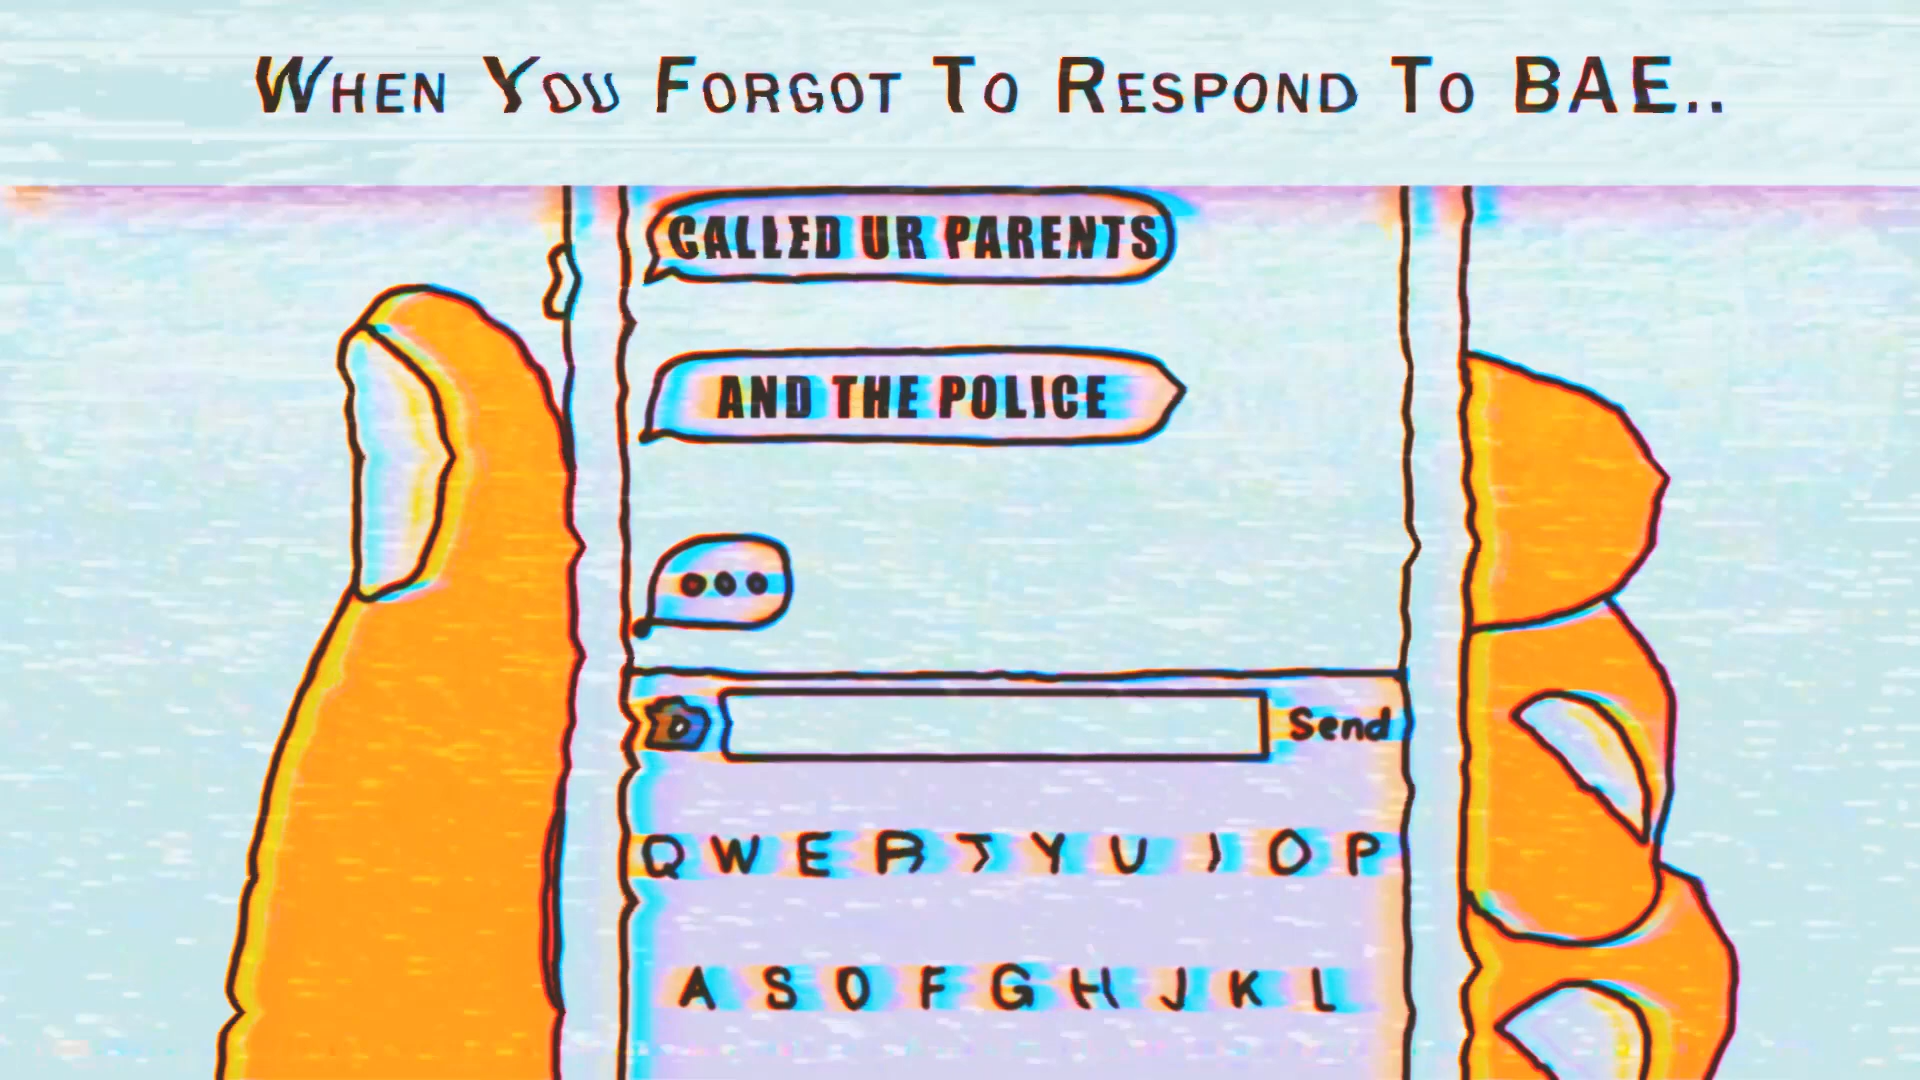 WHEN YOU FORGOT TO RESPOND TO BAE..
CALLED UR PARENTS
AND THE POLICE
...
Send
Q W E R T Y U I O P
A S D F G H J K L